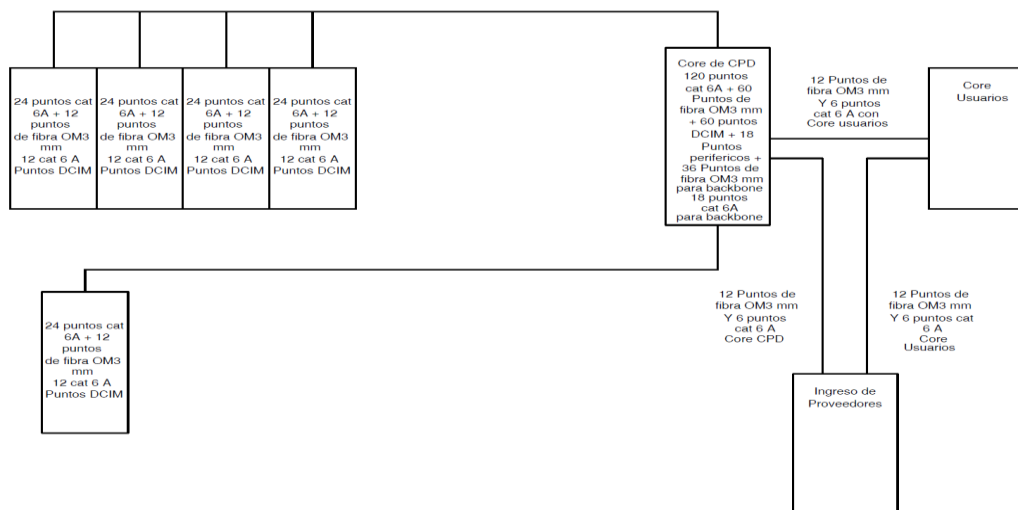 24 puntos cat
6A + 12
puntos
de fibra OM3
mm
12 cat 6 A
Puntos DCIM
24 puntos cat
6A + 12
puntos
de fibra OM3
mm
12 cat 6 A
Puntos DCIM
24 puntos cat
6A + 12
puntos
de fibra OM3
mm
12 cat 6 A
Puntos DCIM
24 puntos cat
6A + 12
puntos
de fibra OM3
mm
12 cat 6 A
Puntos DCIM
Core de CPD
120 puntos
cat 6A + 60
Puntos de
fibra OM3 mm
+ 60 puntos
DCIM + 18
Puntos
perifericos +
36 Puntos de
fibra OM3 mm
para backbone
18 puntos
cat 6A
para backbone
12 Puntos de
fibra OM3 mm
Y 6 puntos
cat 6 A con
Core usuarios
Core
Usuarios
24 puntos cat
6A + 12
puntos
de fibra OM3
mm
12 cat 6 A
Puntos DCIM
12 Puntos de
fibra OM3 mm
Y 6 puntos
cat 6 A
Core CPD
12 Puntos de
fibra OM3 mm
Y 6 puntos cat
6 A
Core
Usuarios
Ingreso de
Proveedores